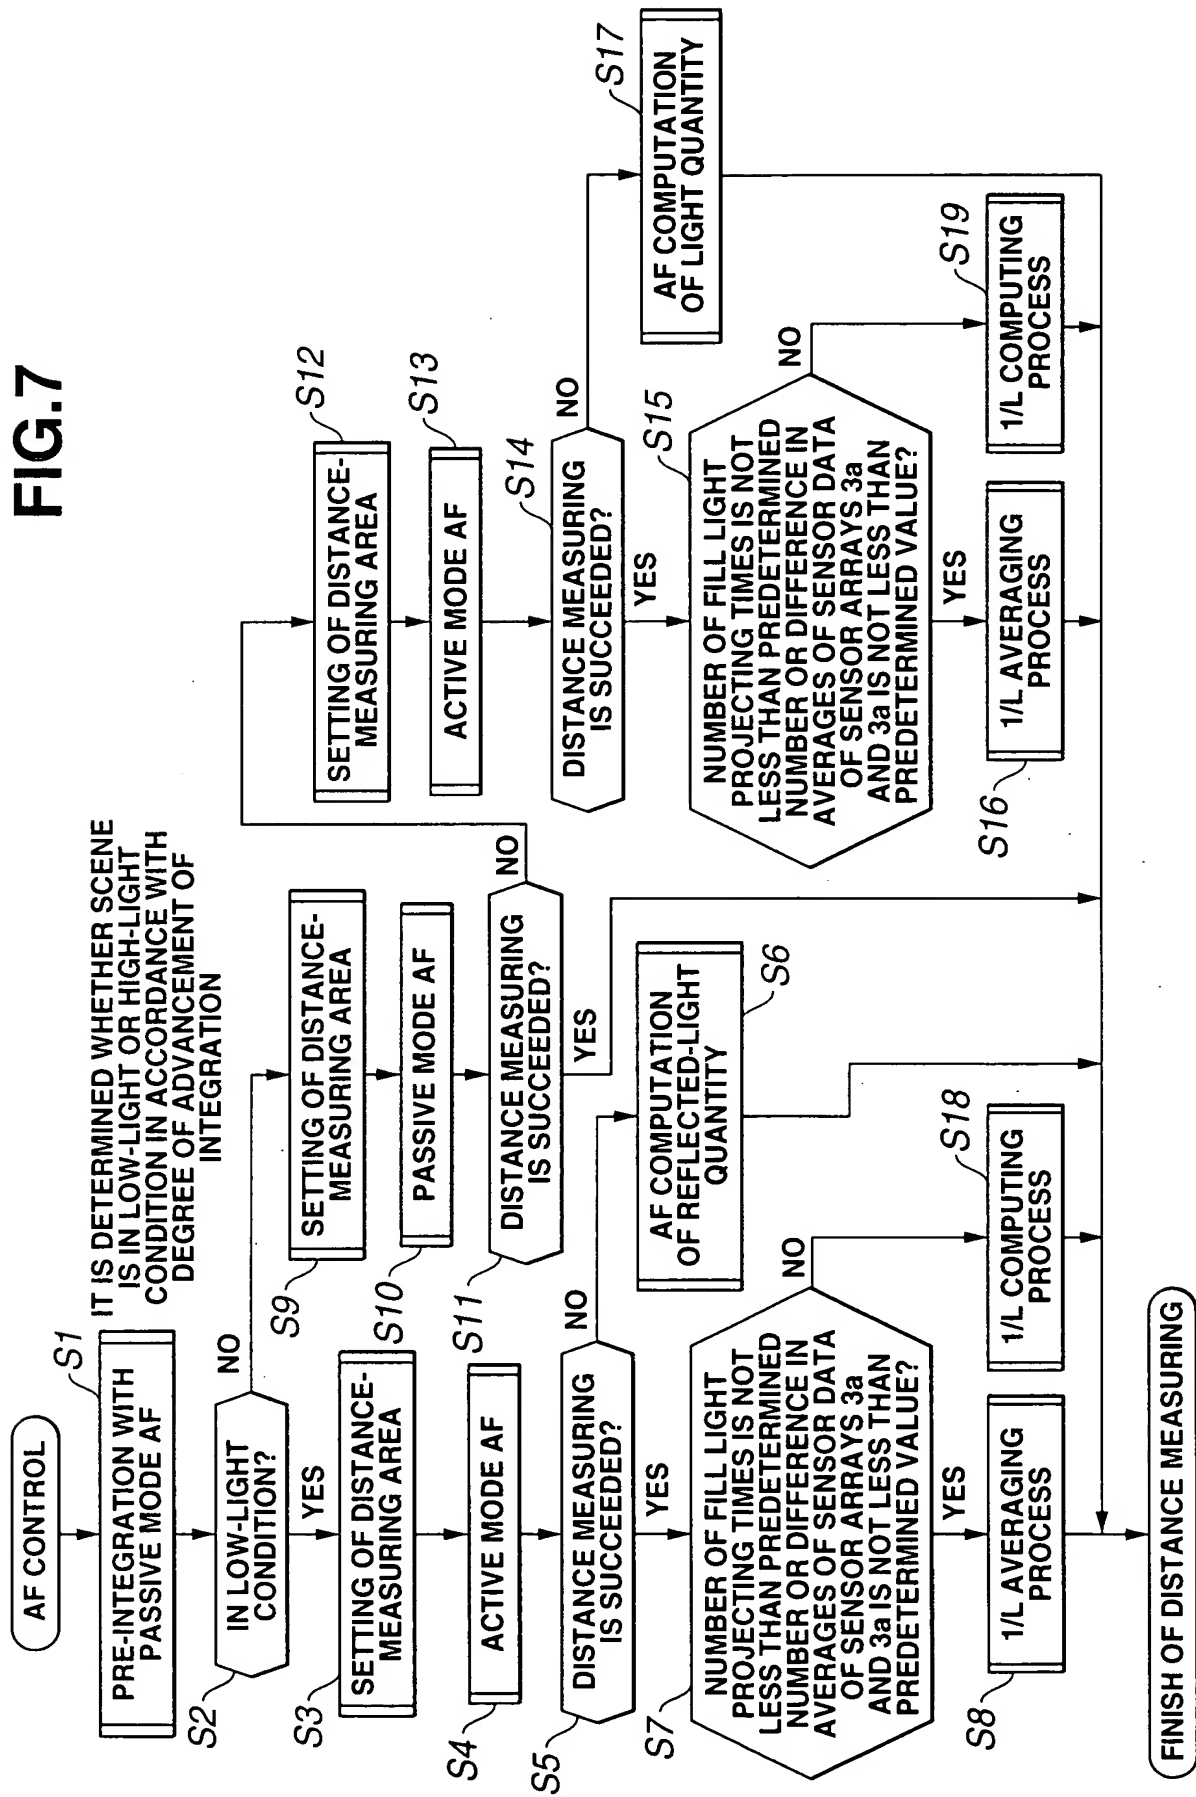 FIG.7
AF CONTROL
S1
PRE-INTEGRATION WITH
PASSIVE MODE AF
IT IS DETERMINED WHETHER SCENE
IS IN LOW-LIGHT OR HIGH-LIGHT
CONDITION IN ACCORDANCE WITH
DEGREE OF ADVANCEMENT OF
INTEGRATION
S2
IN LOW-LIGHT
CONDITION?
NO
YES
S3
SETTING OF DISTANCE-
MEASURING AREA
S4
ACTIVE MODE AF
S5
DISTANCE MEASURING
IS SUCCEEDED?
NO
YES
S6
AF COMPUTATION
OF REFLECTED-LIGHT
QUANTITY
S7
NUMBER OF FILL LIGHT
PROJECTING TIMES IS NOT
LESS THAN PREDETERMINED
NUMBER OR DIFFERENCE IN
AVERAGES OF SENSOR DATA
OF SENSOR ARRAYS 3a
AND 3a IS NOT LESS THAN
PREDETERMINED VALUE?
NO
YES
S8
1/L AVERAGING
PROCESS
S18
1/L COMPUTING
PROCESS
S9
SETTING OF DISTANCE-
MEASURING AREA
S10
PASSIVE MODE AF
S11
DISTANCE MEASURING
IS SUCCEEDED?
NO
YES
S12
SETTING OF DISTANCE-
MEASURING AREA
S13
ACTIVE MODE AF
S14
DISTANCE MEASURING
IS SUCCEEDED?
NO
YES
S17
AF COMPUTATION
OF LIGHT QUANTITY
S15
NUMBER OF FILL LIGHT
PROJECTING TIMES IS NOT
LESS THAN PREDETERMINED
NUMBER OR DIFFERENCE IN
AVERAGES OF SENSOR DATA
OF SENSOR ARRAYS 3a
AND 3a IS NOT LESS THAN
PREDETERMINED VALUE?
NO
YES
S16
1/L AVERAGING
PROCESS
S19
1/L COMPUTING
PROCESS
FINISH OF DISTANCE MEASURING